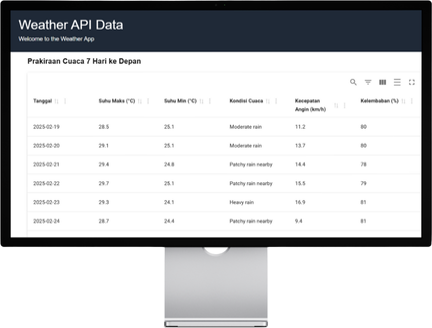 Weather API Data
Welcome to the Weather App
Prakiraan Cuaca 7 Hari ke Depan
Tanggal Suhu Maks (°C) Suhu Min (°C) Kondisi Cuaca Kecepatan Angin (km/h) Kelembaban (%)
2025-02-19 28.5 25.1 Moderate rain 11.2 80
2025-02-20 29.1 25.1 Moderate rain 13.7 80
2025-02-21 29.4 24.8 Patchy rain nearby 14.4 78
2025-02-22 29.7 25.1 Patchy rain nearby 15.5 79
2025-02-23 29.3 24.1 Heavy rain 16.9 81
2025-02-24 28.7 24.4 Patchy rain nearby 9.4 81